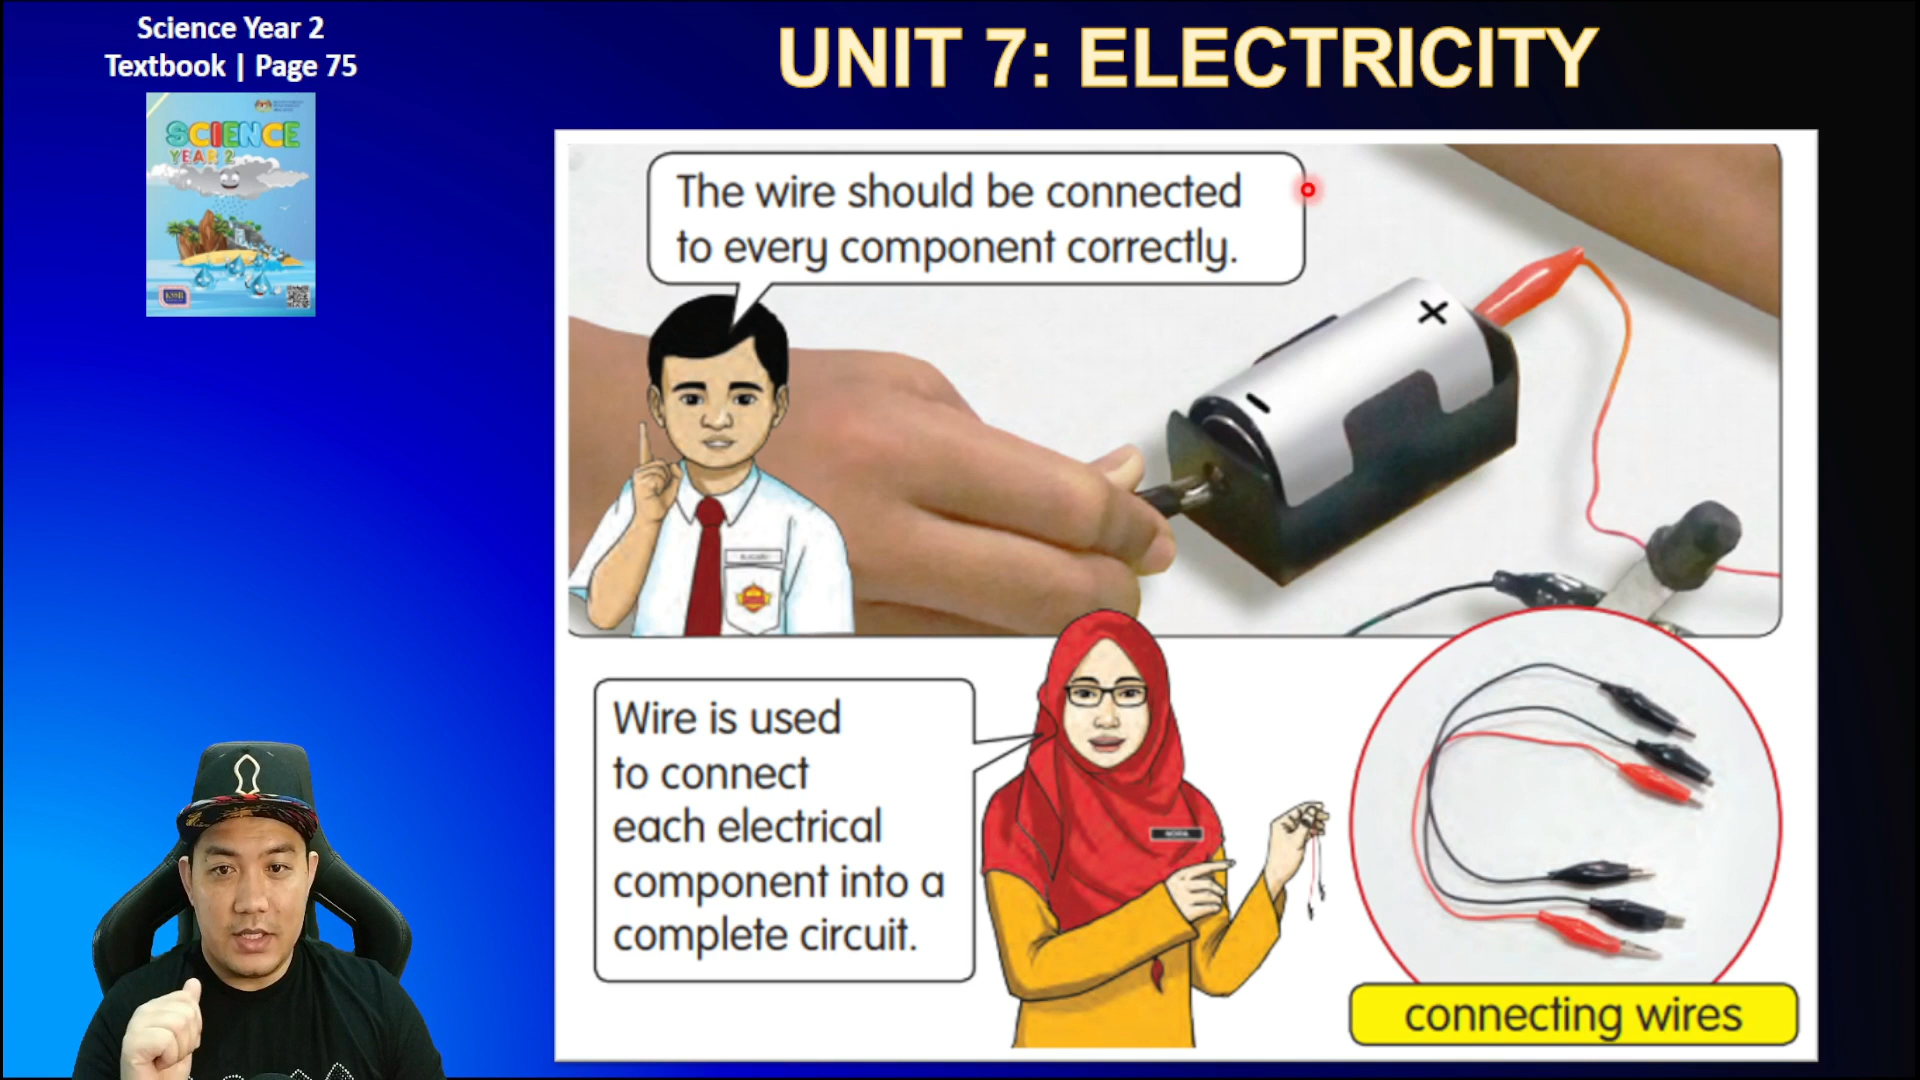 Science Year 2
Textbook | Page 75
SCIENCE
YEAR 2
UNIT 7: ELECTRICITY
The wire should be connected
to every component correctly.
+
-
Wire is used
to connect
each electrical
component into a
complete circuit.
connecting wires